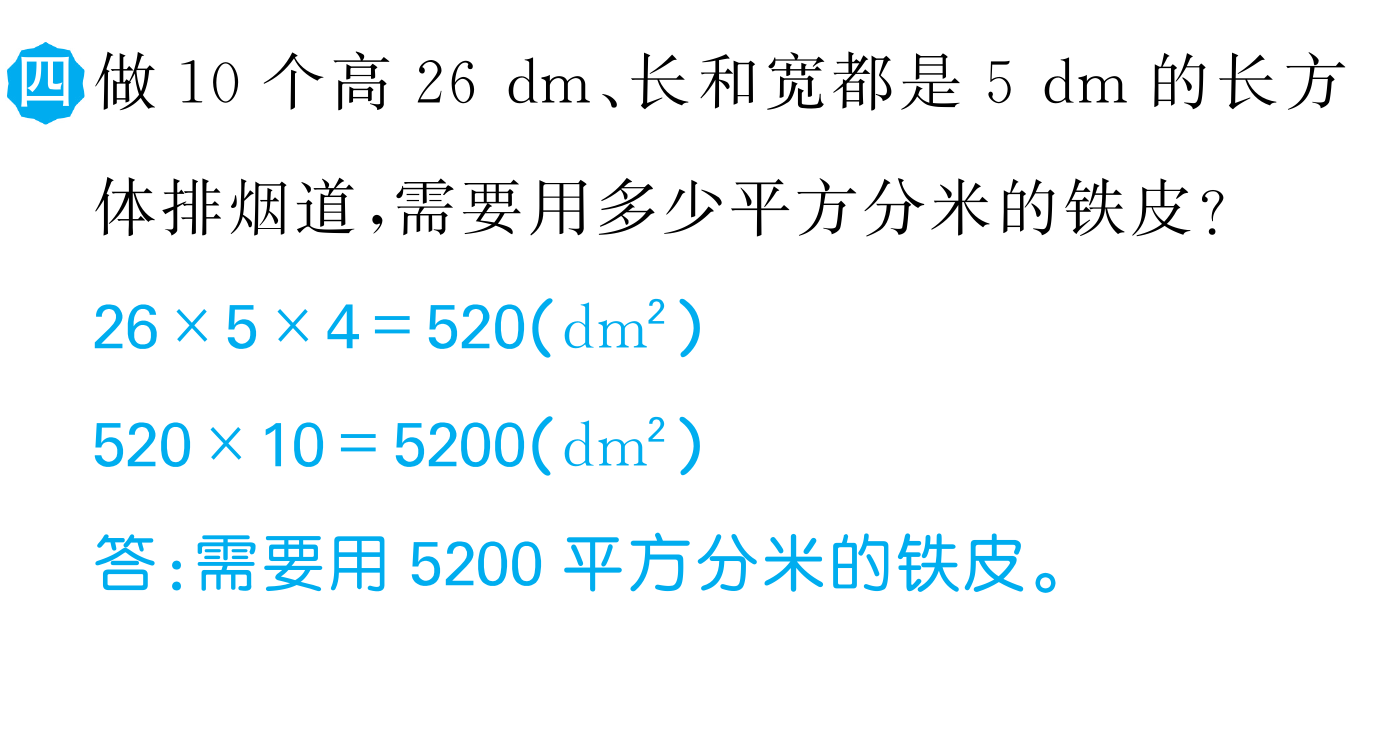 四 做 10 个高 26 dm、长和宽都是 5 dm 的长方
体排烟道,需要用多少平方分米的铁皮?
26×5×4=520(dm²)
520×10=5200(dm²)
答:需要用 5200 平方分米的铁皮。